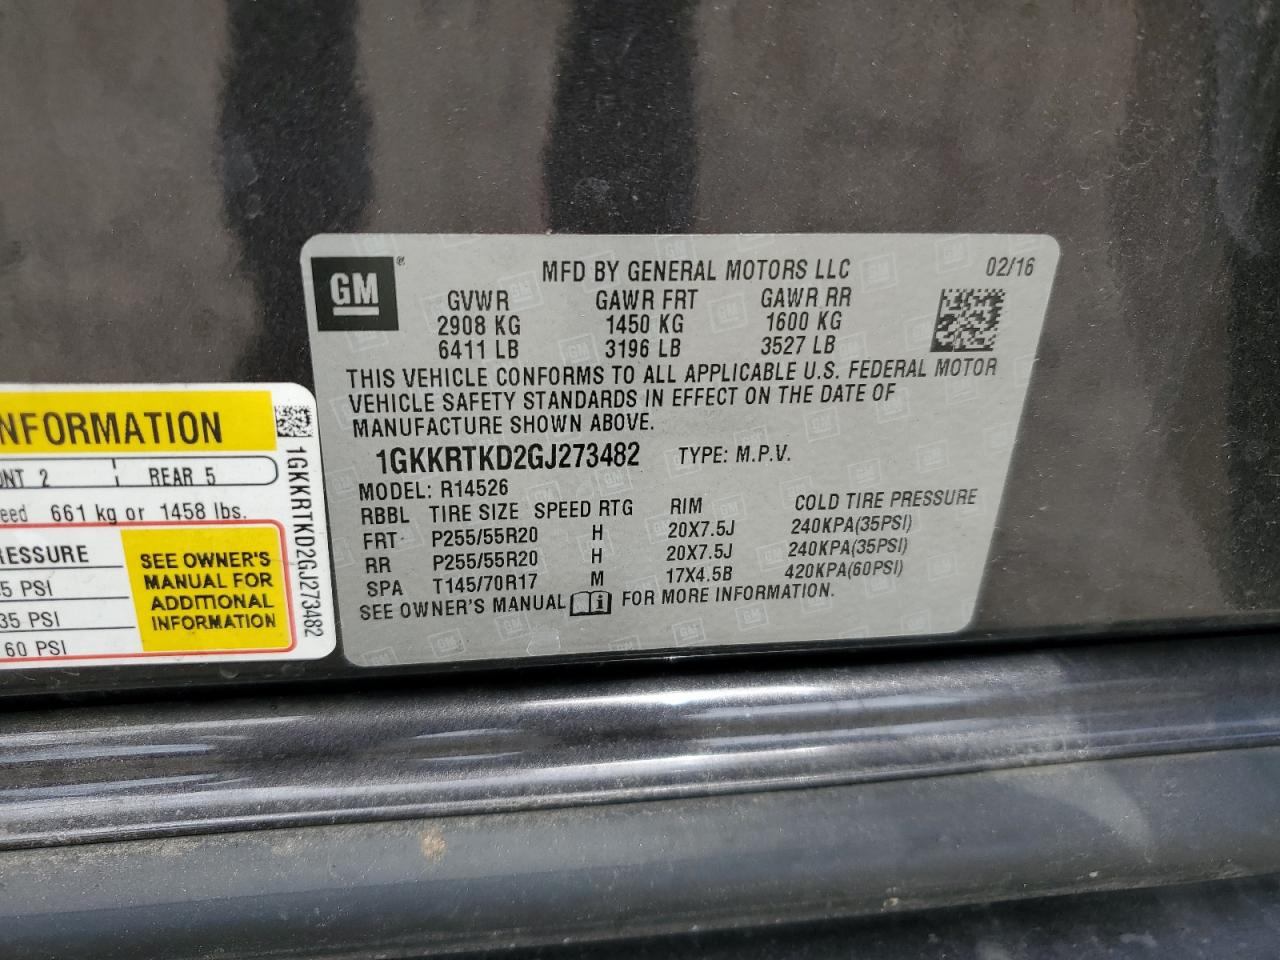 GM
MFD BY GENERAL MOTORS LLC
02/16
GVWR GAWR FRT GAWR RR
2908 KG 1450 KG 1600 KG
6411 LB 3196 LB 3527 LB
THIS VEHICLE CONFORMS TO ALL APPLICABLE U.S. FEDERAL MOTOR
VEHICLE SAFETY STANDARDS IN EFFECT ON THE DATE OF
MANUFACTURE SHOWN ABOVE.
1GKKRTKD2GJ273482 TYPE: M.P.V.
MODEL: R14526
RBBL TIRE SIZE SPEED RTG RIM COLD TIRE PRESSURE
FRT P255/55R20 H 20X7.5J 240KPA(35PSI)
RR P255/55R20 H 20X7.5J 240KPA(35PSI)
SPA T145/70R17 M 17X4.5B 420KPA(60PSI)
SEE OWNER'S MANUAL FOR MORE INFORMATION.
NFORMATION
ONT 2 REAR 5
eed 661 kg or 1458 lbs.
RESSURE
5 PSI
35 PSI
60 PSI
SEE OWNER'S
MANUAL FOR
ADDITIONAL
INFORMATION
1GKKRTKD2GJ273482